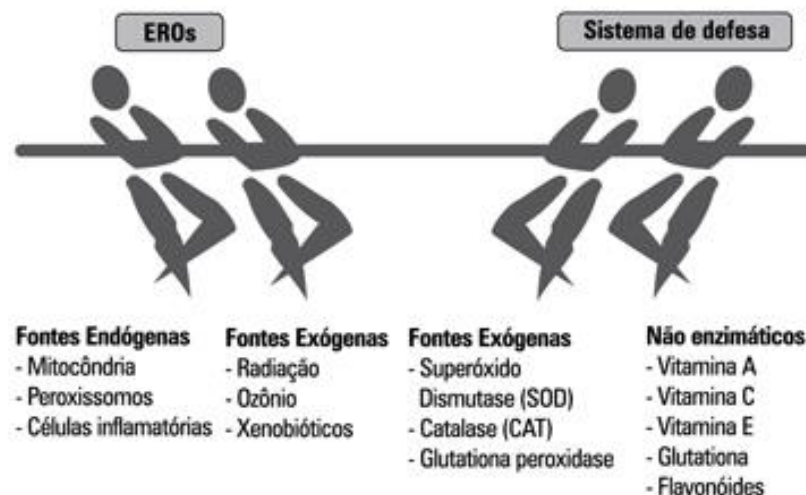 EROs
Sistema de defesa
Fontes Endógenas
- Mitocôndria
- Peroxissomos
- Células inflamatórias
Fontes Exógenas
- Radiação
- Ozônio
- Xenobióticos
Fontes Exógenas
- Superóxido
Dismutase (SOD)
- Catalase (CAT)
- Glutationa peroxidase
Não enzimáticos
- Vitamina A
- Vitamina C
- Vitamina E
- Glutationa
- Flavonóides